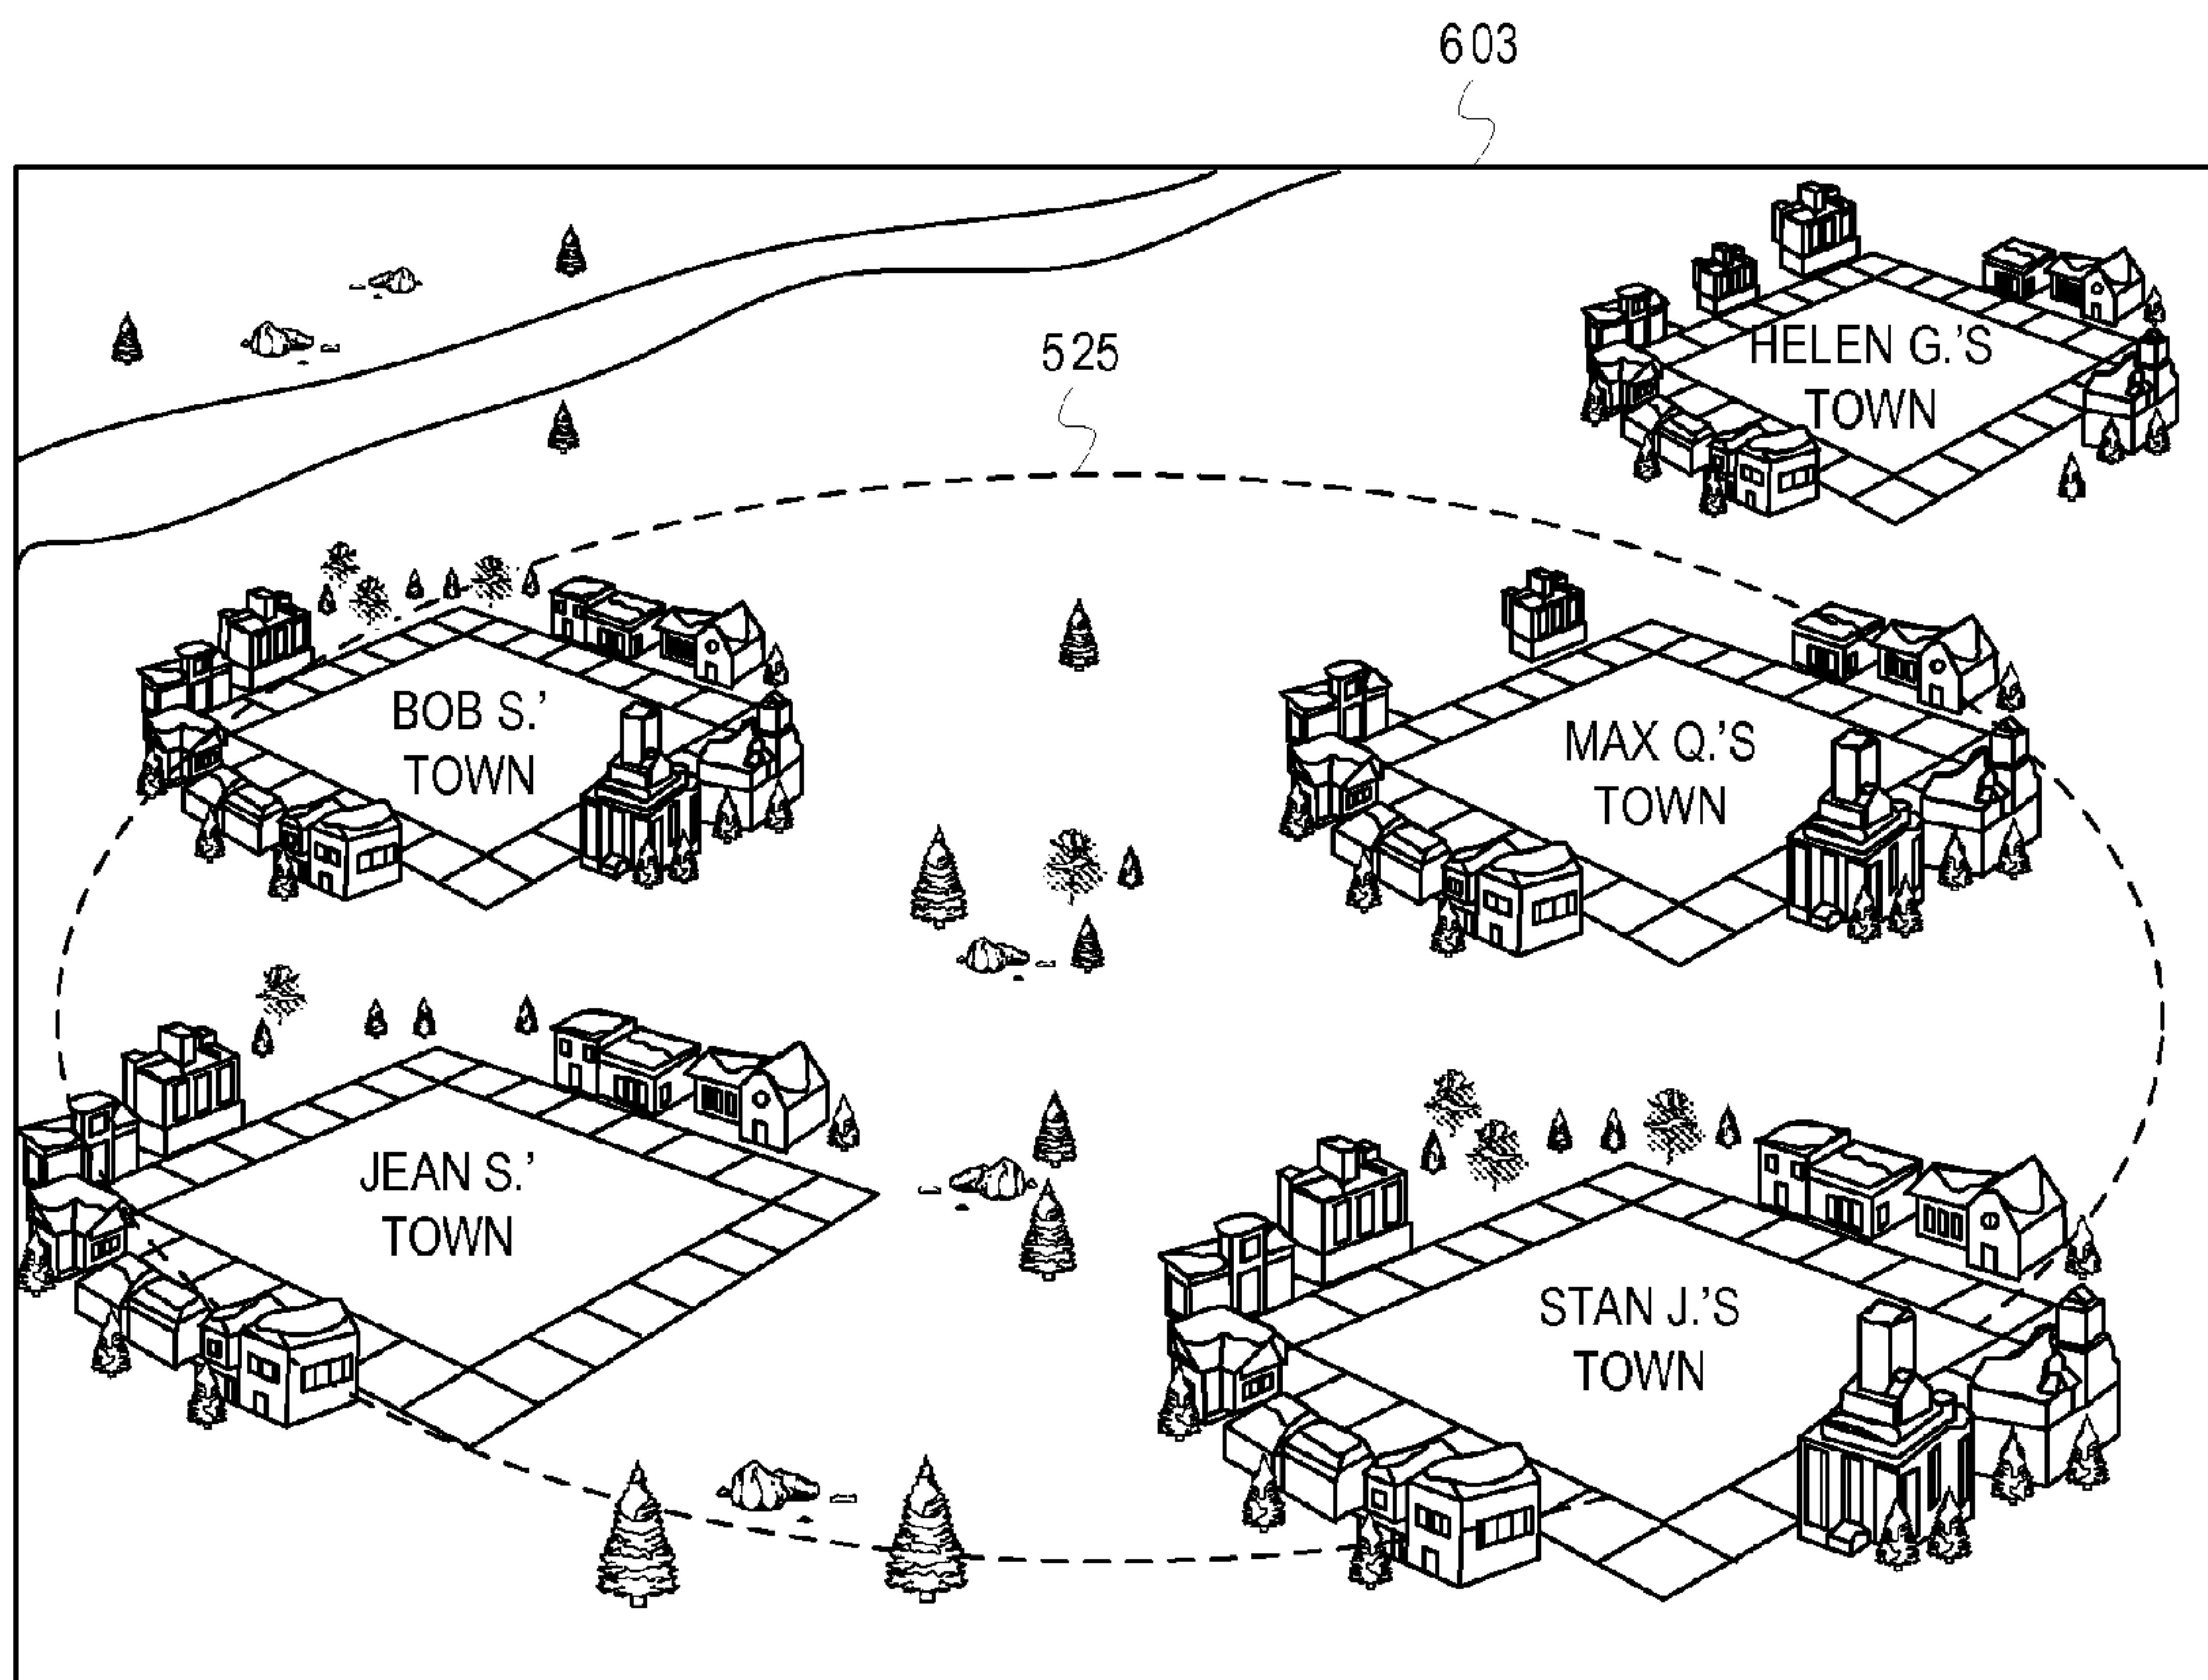 603
HELEN G.'S
TOWN
525
BOB S.'
TOWN
MAX Q.'S
TOWN
JEAN S.'
TOWN
STAN J.'S
TOWN